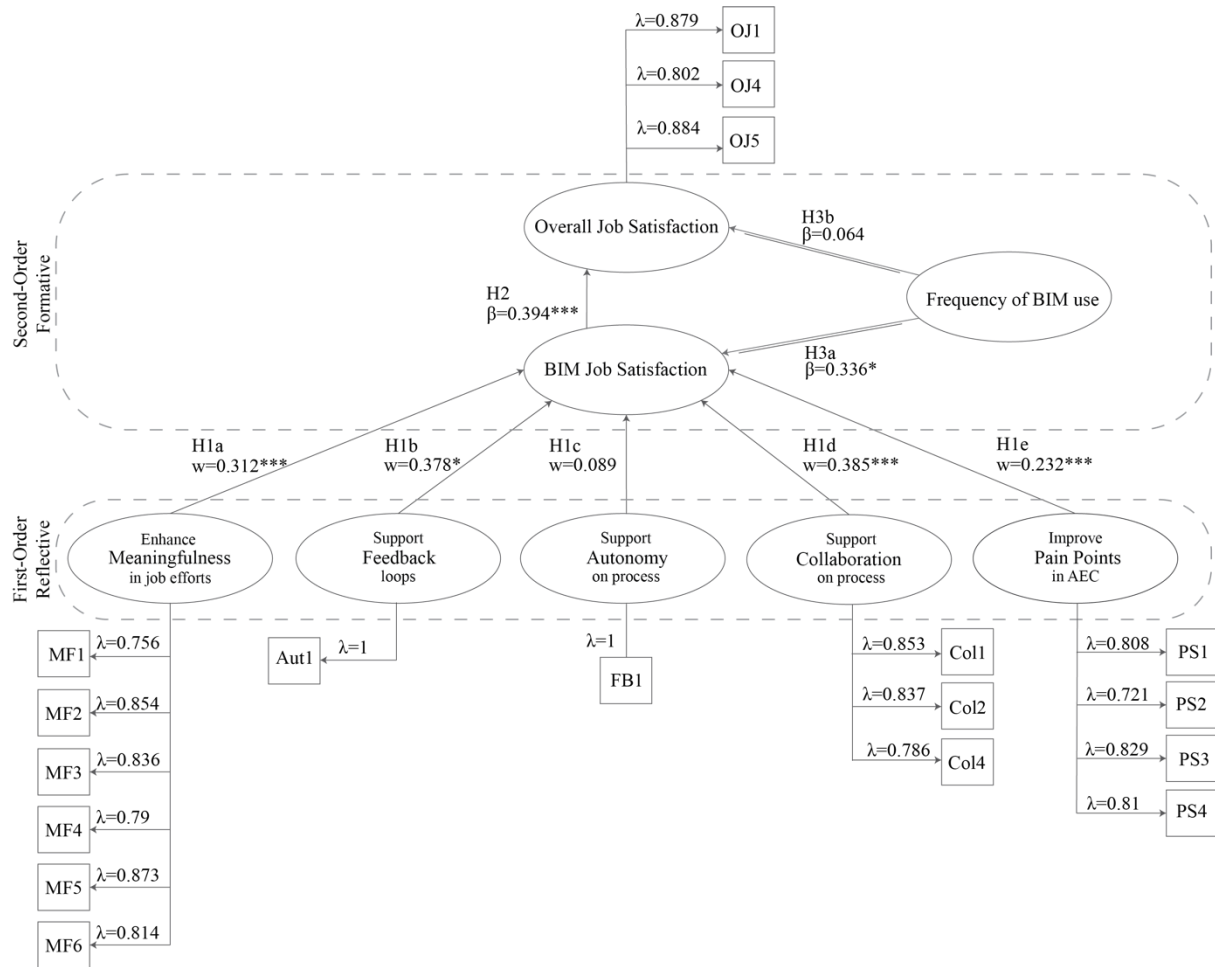 λ=0.879
OJ1
λ=0.802
OJ4
λ=0.884
OJ5
Second-Order
Formative
Overall Job Satisfaction
H3b
β=0.064
Frequency of BIM use
H2
β=0.394***
H3a
β=0.336*
BIM Job Satisfaction
H1a
w=0.312***
H1b
w=0.378*
H1c
w=0.089
H1d
w=0.385***
H1e
w=0.232***
First-Order
Reflective
Enhance
Meaningfulness
in job efforts
Support
Feedback
loops
Support
Autonomy
on process
Support
Collaboration
on process
Improve
Pain Points
in AEC
λ=0.756
MF1
λ=0.854
MF2
λ=0.836
MF3
λ=0.79
MF4
λ=0.873
MF5
λ=0.814
MF6
Aut1
λ=1
λ=1
FB1
λ=0.853
Col1
λ=0.837
Col2
λ=0.786
Col4
λ=0.808
PS1
λ=0.721
PS2
λ=0.829
PS3
λ=0.81
PS4